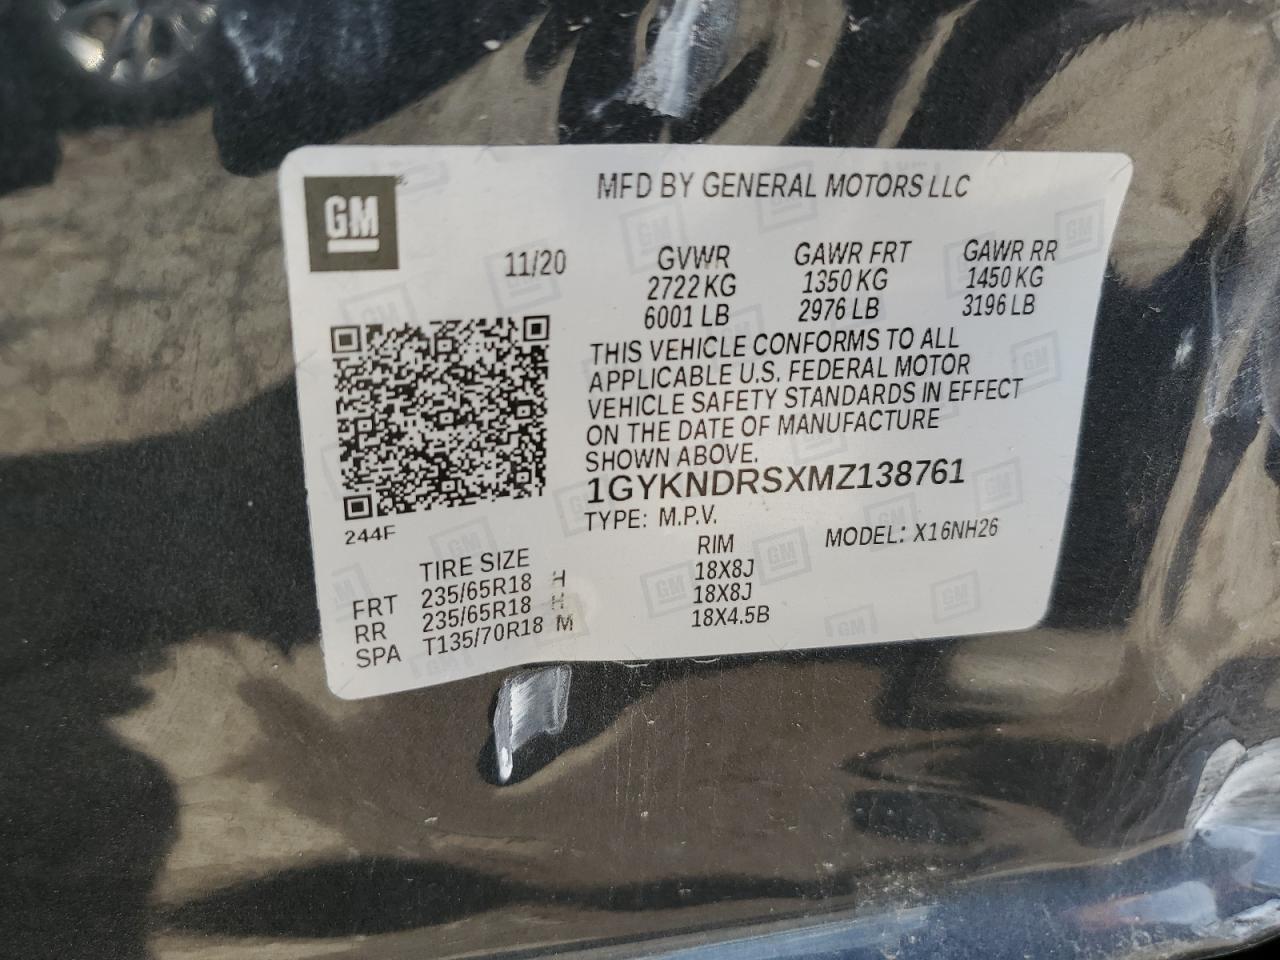 GM
MFD BY GENERAL MOTORS LLC
11/20
GVWR GAWR FRT GAWR RR
2722 KG 1350 KG 1450 KG
6001 LB 2976 LB 3196 LB
THIS VEHICLE CONFORMS TO ALL
APPLICABLE U.S. FEDERAL MOTOR
VEHICLE SAFETY STANDARDS IN EFFECT
ON THE DATE OF MANUFACTURE
SHOWN ABOVE.
1GYKNDRSXMZ138761
TYPE: M.P.V. MODEL: X16NH26
244F
TIRE SIZE RIM
FRT 235/65R18 H 18X8J
RR 235/65R18 H 18X8J
SPA T135/70R18 M 18X4.5B